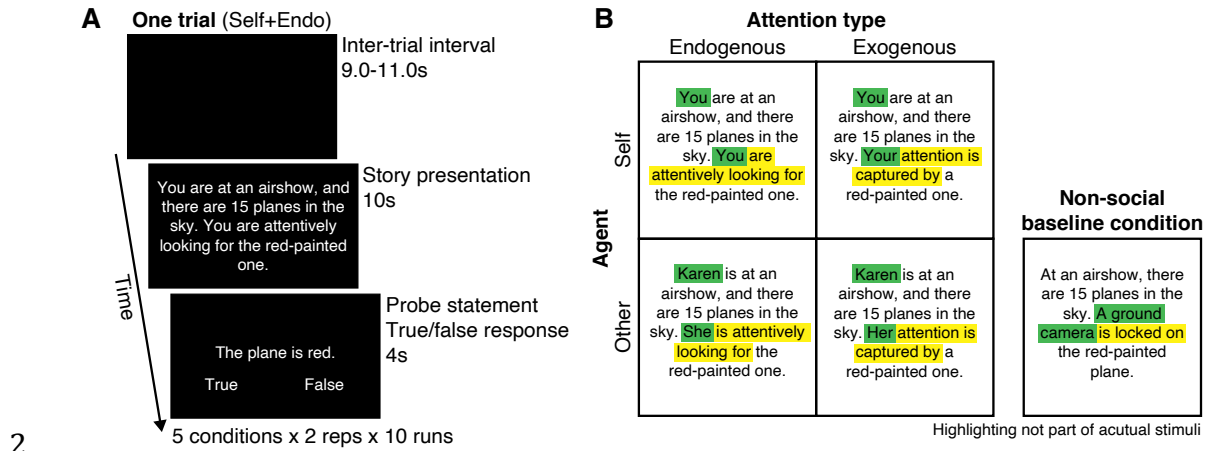 A One trial (Self+Endo)
Inter-trial interval
9.0-11.0s
You are at an airshow, and
there are 15 planes in the
sky. You are attentively
looking for the red-painted
one.
Story presentation
10s
Time
The plane is red.
True False
Probe statement
True/false response
4s
5 conditions x 2 reps x 10 runs
2
B Attention type
Endogenous Exogenous
Agent
Self
You are at an
airshow, and there
are 15 planes in the
sky. You are
attentively looking for
the red-painted one.
You are at an
airshow, and there
are 15 planes in the
sky. Your attention is
captured by a
red-painted one.
Other
Karen is at an
airshow, and there
are 15 planes in the
sky. She is attentively
looking for the
red-painted one.
Karen is at an
airshow, and there
are 15 planes in the
sky. Her attention is
captured by a
red-painted one.
Non-social
baseline condition
At an airshow, there
are 15 planes in the
sky. A ground
camera is locked on
the red-painted
plane.
Highlighting not part of acutual stimuli